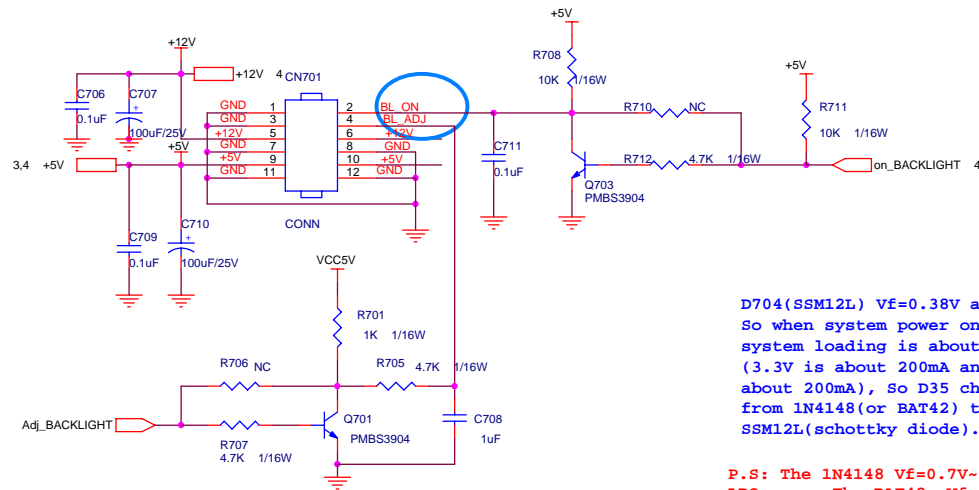 +5V
R708
10K 1/16W
+12V
+12V
4 CN701
C706
0.1uF
C707
100uF/25V
GND 1 2 BL_ON
GND 3 4 BL_ADJ
+12V 5 6 +12V
GND 7 8 GND
+5V 9 10 +5V
GND 11 12 GND
CONN
R710 NC
+5V
R711
10K 1/16W
C711
0.1uF
R712 4.7K 1/16W
on_BACKLIGHT 4
Q703
PMBS3904
3,4 +5V
+5V
C709
0.1uF
C710
100uF/25V
VCC5V
R701
1K 1/16W
R706 NC
R705 4.7K 1/16W
Adj_BACKLIGHT
R707
4.7K 1/16W
Q701
PMBS3904
C708
1uF
D704(SSM12L) Vf=0.38V a
So when system power on
system loading is about
(3.3V is about 200mA an
about 200mA), So D35 ch
from 1N4148(or BAT42) t
SSM12L(schottky diode).
P.S: The 1N4148 Vf=0.7V~